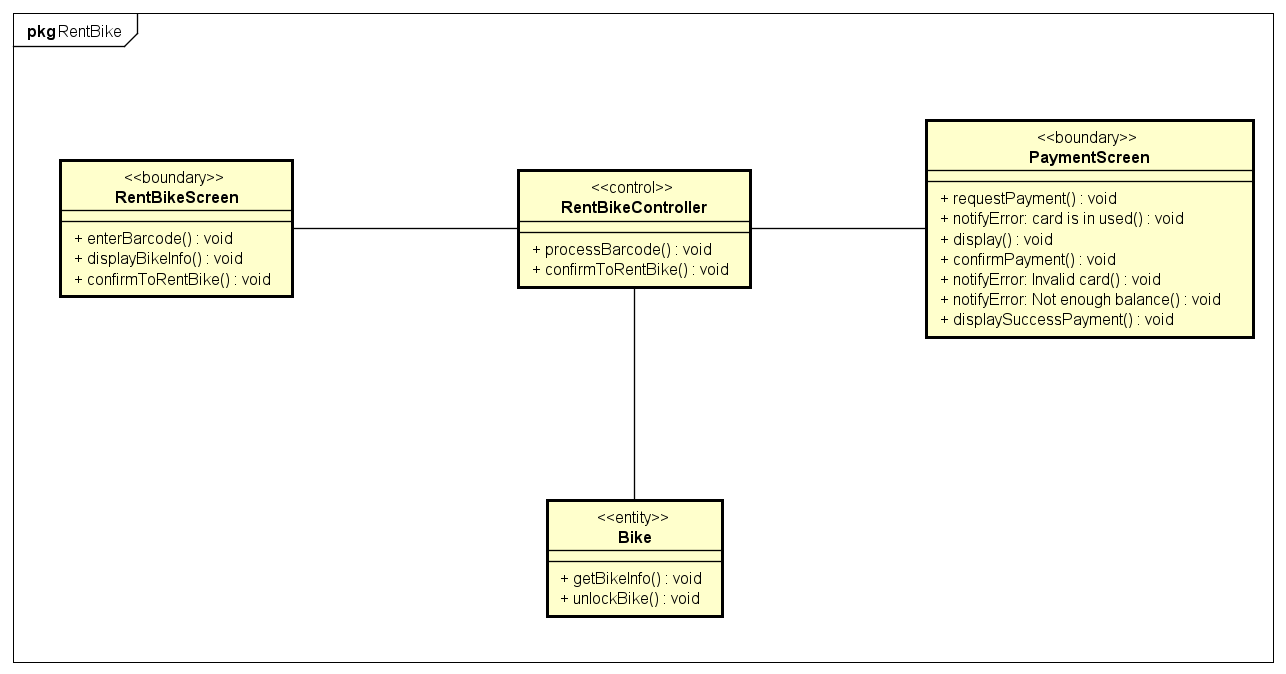 pkg RentBike
<<boundary>>
RentBikeScreen
+ enterBarcode() : void
+ displayBikeInfo() : void
+ confirmToRentBike() : void
<<control>>
RentBikeController
+ processBarcode() : void
+ confirmToRentBike() : void
<<boundary>>
PaymentScreen
+ requestPayment() : void
+ notifyError: card is in used() : void
+ display() : void
+ confirmPayment() : void
+ notifyError: Invalid card() : void
+ notifyError: Not enough balance() : void
+ displaySuccessPayment() : void
<<entity>>
Bike
+ getBikeInfo() : void
+ unlockBike() : void